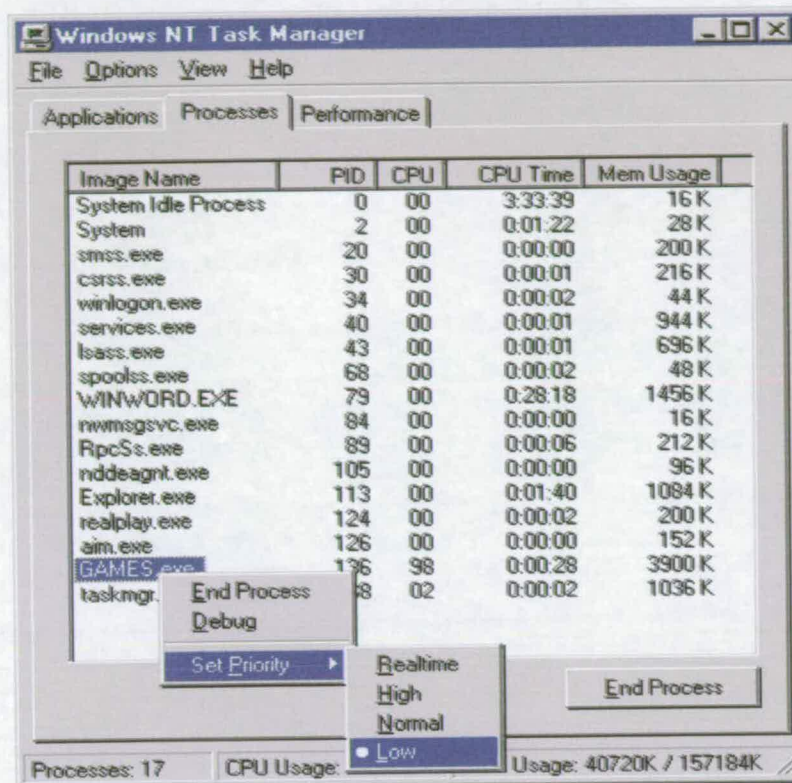 Windows NT Task Manager
File Options View Help
Applications Processes Performance
Image Name PID CPU CPU Time Mem Usage
System Idle Process 0 00 3:33:39 16 K
System 2 00 0:01:22 28 K
smss.exe 20 00 0:00:00 200 K
csrss.exe 30 00 0:00:01 216 K
winlogon.exe 34 00 0:00:02 44 K
services.exe 40 00 0:00:01 944 K
lsass.exe 43 00 0:00:01 696 K
spoolss.exe 68 00 0:00:02 48 K
WINWORD.EXE 79 00 0:28:18 1456 K
nwmsgsvc.exe 84 00 0:00:00 16 K
RpcSs.exe 89 00 0:00:06 212 K
nddeagnt.exe 105 00 0:00:00 96 K
Explorer.exe 113 00 0:01:40 1084 K
realplay.exe 124 00 0:00:02 200 K
aim.exe 126 00 0:00:00 152 K
GAMES.exe 136 98 0:00:28 3900 K
taskmgr. 38 02 0:00:02 1036 K
End Process
Debug
Set Priority
Realtime
High
Normal
Low
End Process
Processes: 17 CPU Usage: Usage: 40720K / 157184K